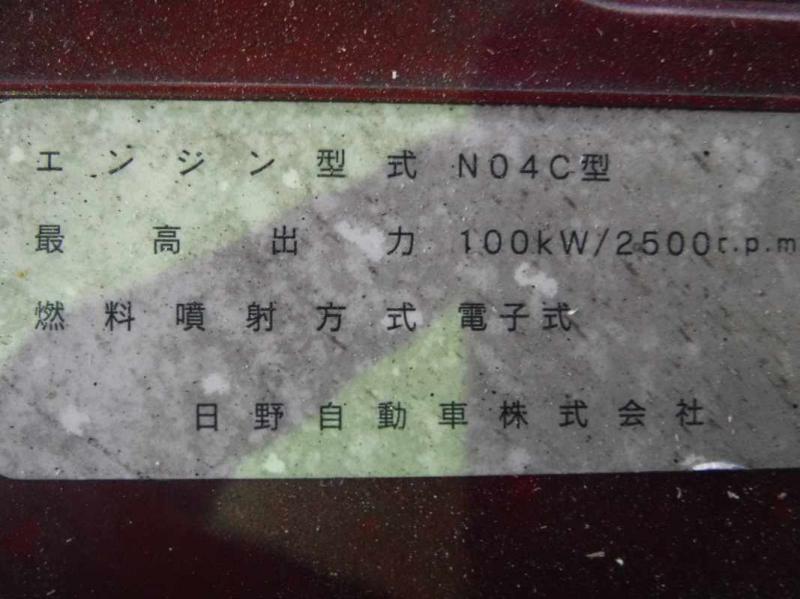 エンジン型式 N04C型
最高出力 100kW/2500r.p.m
燃料噴射方式 電子式
日野自動車株式会社